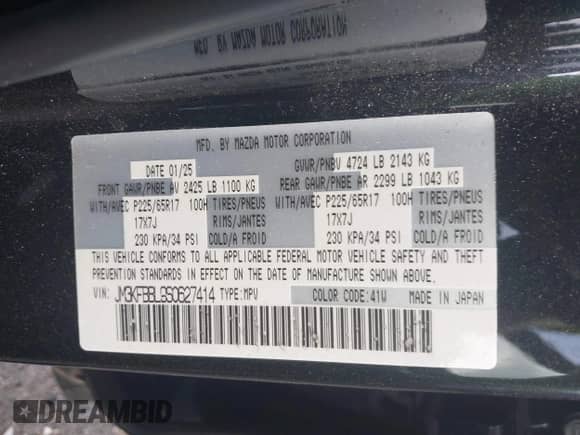 MFD. BY MAZDA MOTOR CORPORATION
DATE 01/25 GVWR/PNBV 4724 LB 2143 KG
FRONT GAWR/PNBE AV 2425 LB 1100 KG REAR GAWR/PNBE AR 2299 LB 1043 KG
WITH/AVEC P225/65R17 100H TIRES/PNEUS WITH/AVEC P225/65R17 100H TIRES/PNEUS
17X7J RIMS/JANTES 17X7J RIMS/JANTES
230 KPA/34 PSI COLD/A FROID 230 KPA/34 PSI COLD/A FROID
THIS VEHICLE CONFORMS TO ALL APPLICABLE FEDERAL MOTOR VEHICLE SAFETY AND THEFT
PREVENTION STANDARDS IN EFFECT ON THE DATE OF MANUFACTURE SHOWN ABOVE.
VIN: TYPE:MPV COLOR CODE:41W MADE IN JAPAN
DREAMBID